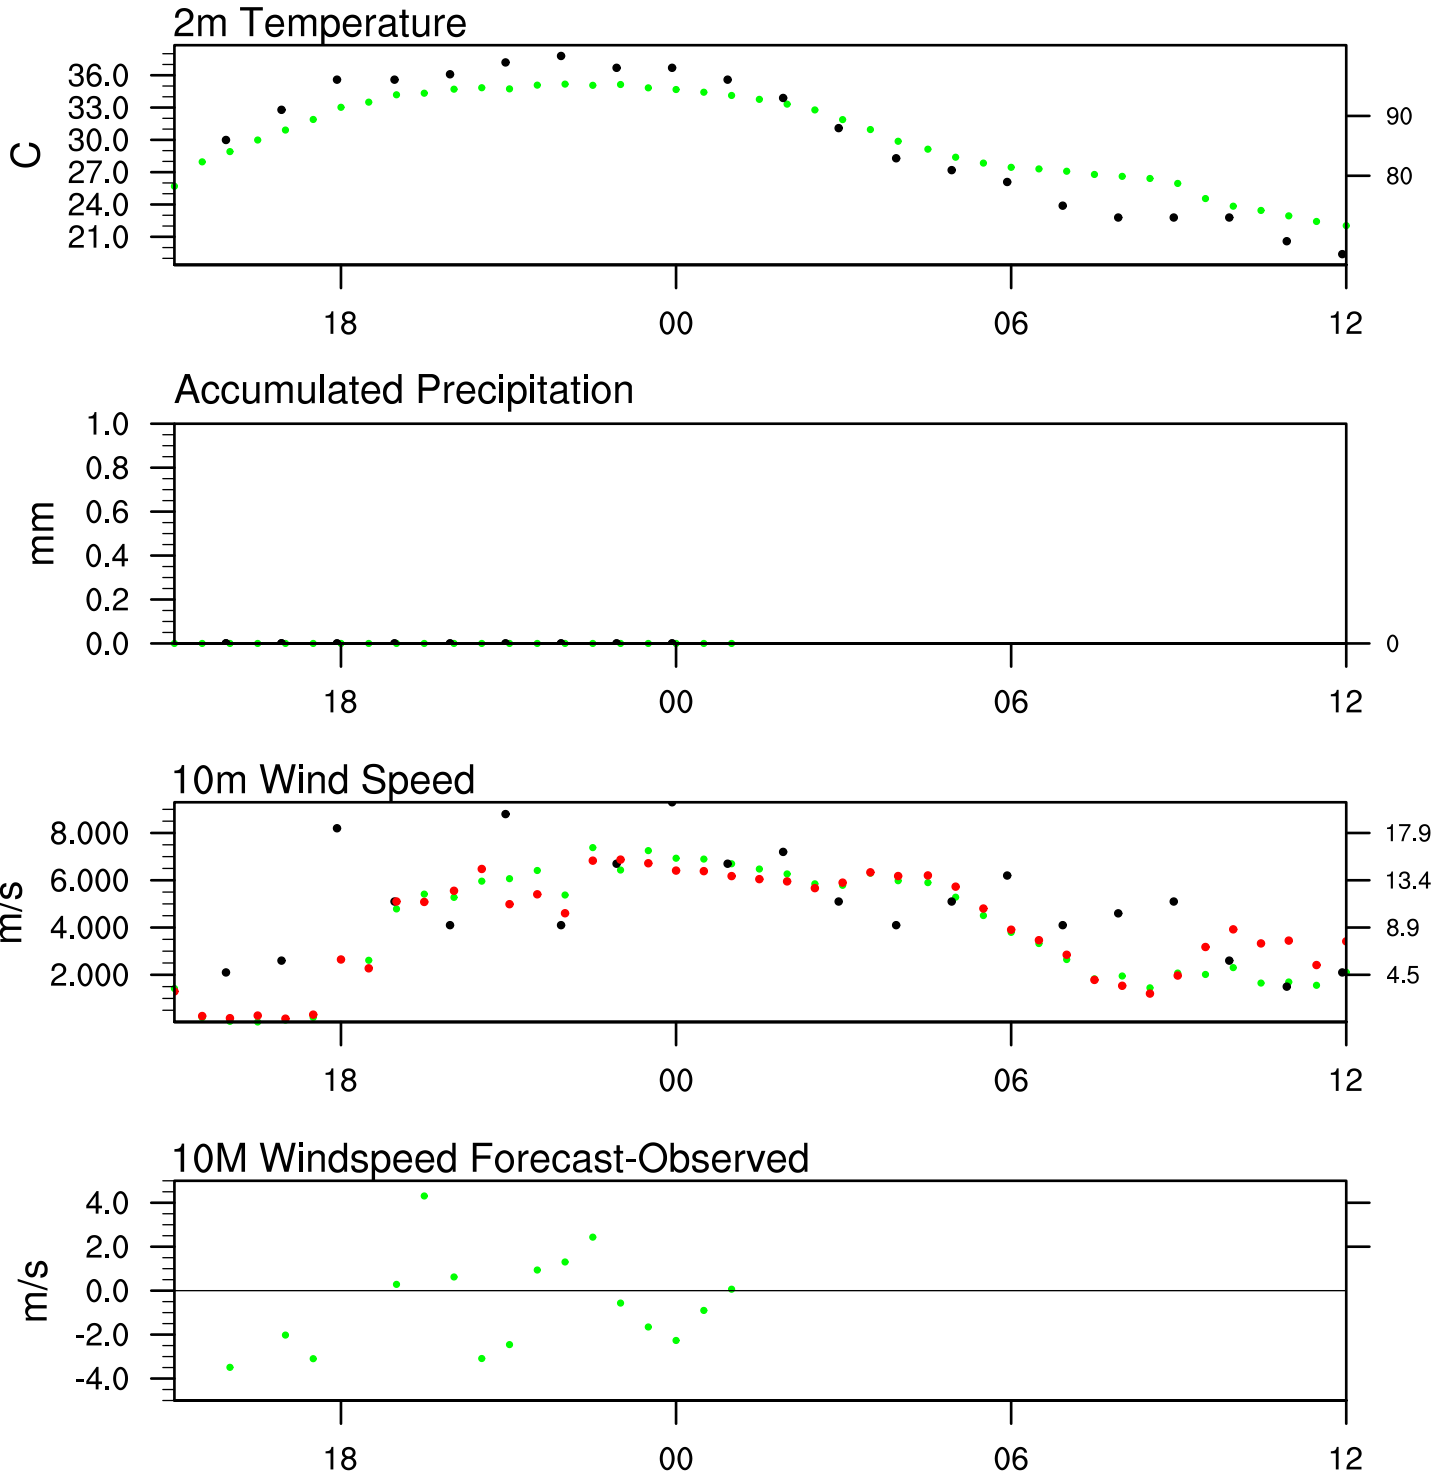 2m Temperature
36.0
33.0
30.0
27.0
24.0
21.0
C
90
80
18 00 06 12
Accumulated Precipitation
1.0
0.8
0.6
0.4
0.2
0.0
mm
0
18 00 06 12
10m Wind Speed
8.000
6.000
4.000
2.000
m/s
17.9
13.4
8.9
4.5
18 00 06 12
10M Windspeed Forecast-Observed
4.0
2.0
0.0
-2.0
-4.0
m/s
18 00 06 12